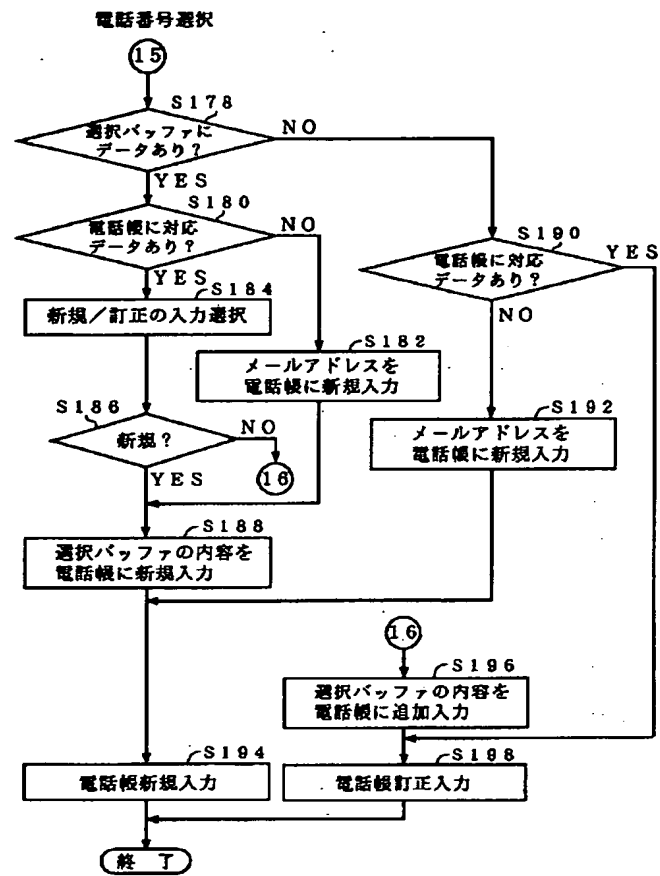 電話番号選択
15
S178
選択バッファに
データあり?
NO
YES
S180
電話帳に対応
データあり?
NO
YES
S190
電話帳に対応
データあり?
YES
NO
S184
新規/訂正の入力選択
S182
メールアドレスを
電話帳に新規入力
S186
新規?
NO
YES
16
S192
メールアドレスを
電話帳に新規入力
S188
選択バッファの内容を
電話帳に新規入力
16
S196
選択バッファの内容を
電話帳に追加入力
S194
電話帳新規入力
S198
電話帳訂正入力
終 了